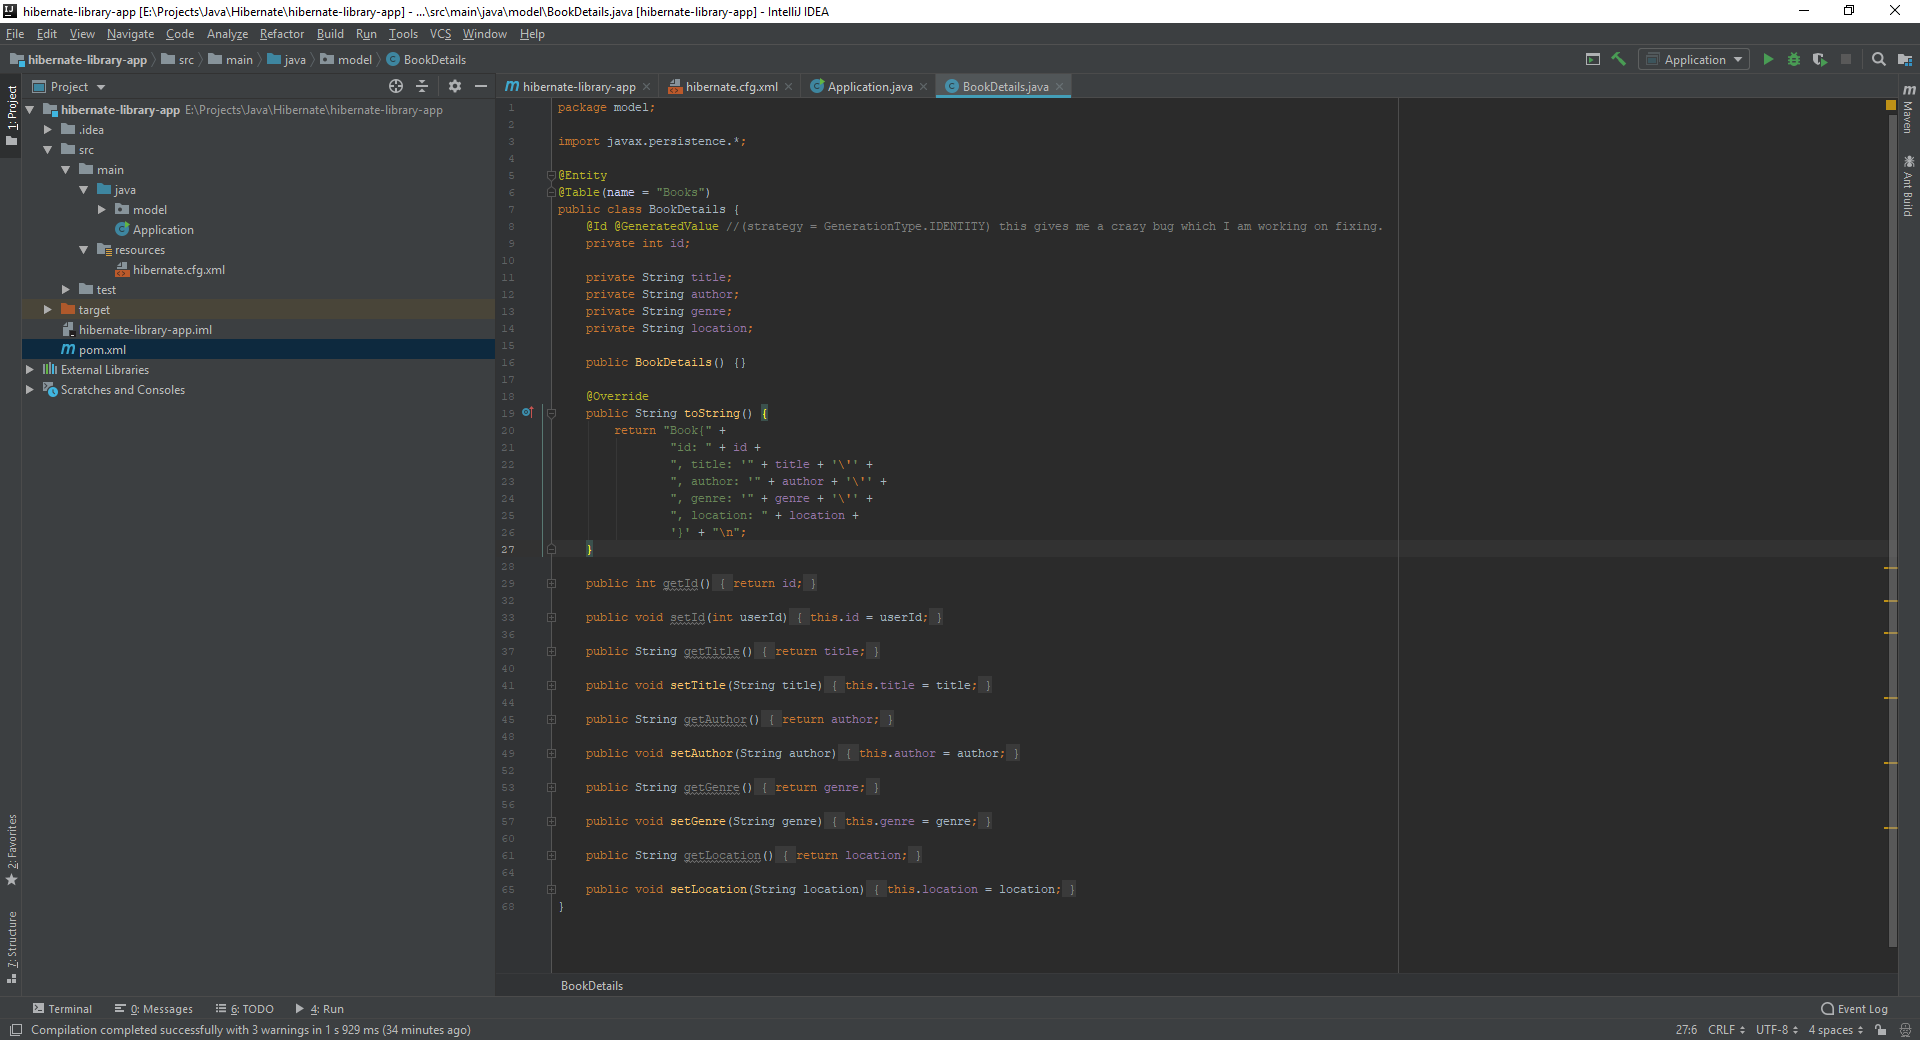 hibernate-library-app [E:\Projects\Java\Hibernate\hibernate-library-app] - ...\src\main\java\model\BookDetails.java [hibernate-library-app] - IntelliJ IDEA
File Edit View Navigate Code Analyze Refactor Build Run Tools VCS Window Help
hibernate-library-app src main java model BookDetails Application
Project
hibernate-library-app E:\Projects\Java\Hibernate\hibernate-library-app
.idea
src
main
java
model
Application
resources
hibernate.cfg.xml
test
target
hibernate-library-app.iml
pom.xml
External Libraries
Scratches and Consoles
1: Project
2: Favorites
7: Structure
hibernate-library-app hibernate.cfg.xml Application.java BookDetails.java
1 package model;
2
3 import javax.persistence.*;
4
5 @Entity
6 @Table(name = "Books")
7 public class BookDetails {
8 @Id @GeneratedValue //(strategy = GenerationType.IDENTITY) this gives me a crazy bug which I am working on fixing.
9 private int id;
10
11 private String title;
12 private String author;
13 private String genre;
14 private String location;
15
16 public BookDetails() {}
17
18 @Override
19 public String toString() {
20 return "Book{" +
21 "id: " + id +
22 ", title: '" + title + '\'' +
23 ", author: '" + author + '\'' +
24 ", genre: '" + genre + '\'' +
25 ", location: " + location +
26 '}' + "\n";
27 }
28
29 public int getId() { return id; }
32
33 public void setId(int userId) { this.id = userId; }
36
37 public String getTitle() { return title; }
40
41 public void setTitle(String title) { this.title = title; }
44
45 public String getAuthor() { return author; }
48
49 public void setAuthor(String author) { this.author = author; }
52
53 public String getGenre() { return genre; }
56
57 public void setGenre(String genre) { this.genre = genre; }
60
61 public String getLocation() { return location; }
64
65 public void setLocation(String location) { this.location = location; }
68 }
BookDetails
Maven
Ant Build
Terminal 0: Messages 6: TODO 4: Run Event Log
Compilation completed successfully with 3 warnings in 1 s 929 ms (34 minutes ago) 27:6 CRLF UTF-8 4 spaces